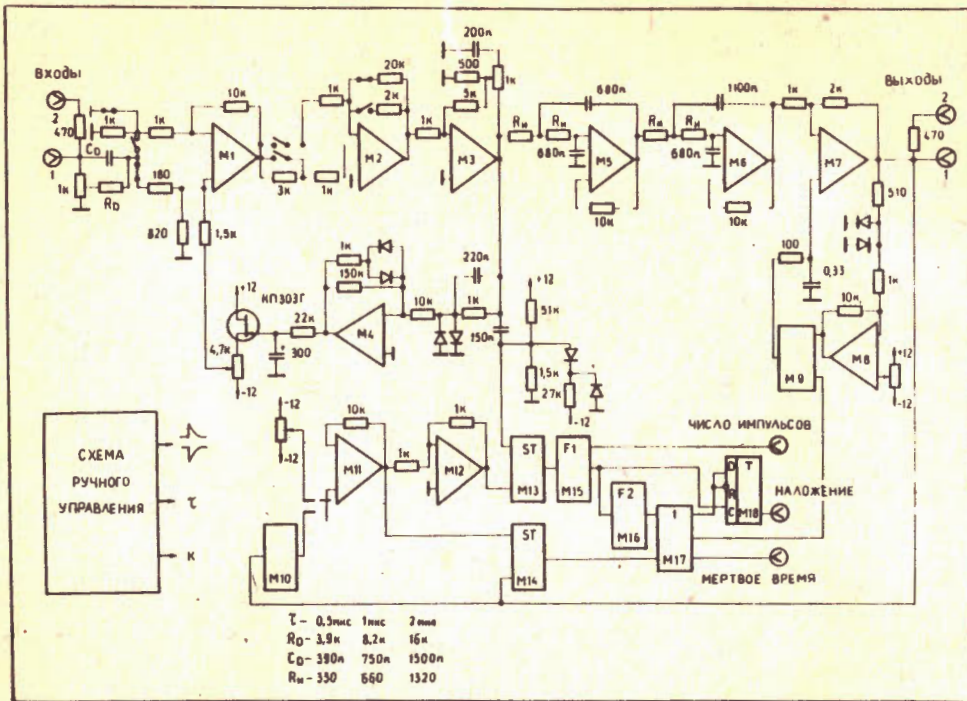 ВХОДЫ
2
470
1
1к
1к
C₀
1к
R_D
180
820
1,5к
10к
М1
3к
1к
1к
20к
2к
М2
1к
200п
500
5к
1к
М3
Rи
Rи
680п
680п
М5
10к
Rи
Rи
1100п
680п
М6
10к
1к
2к
М7
ВЫХОДЫ
2
470
1
510
100
0,33
1к
10к
М8
М9
+12
-12
КП303Г
+12
4,7к
-12
22к
300
1к
150к
М4
10к
220п
1к
150п
+12
51к
1,5к
27к
-12
СХЕМА
РУЧНОГО
УПРАВЛЕНИЯ
τ
К
-12
-12
10к
М11
1к
1к
М12
М10
ST
М13
F1
М15
F2
М16
ST
М14
1
М17
D
R
C
T
М18
ЧИСЛО ИМПУЛЬСОВ
НАЛОЖЕНИЕ
МЕРТВОЕ ВРЕМЯ
τ – 0,5мкс 1мкс 2мкс
R_D – 3,9к 8,2к 16к
C_D – 390п 750п 1500п
Rи – 330 660 1320